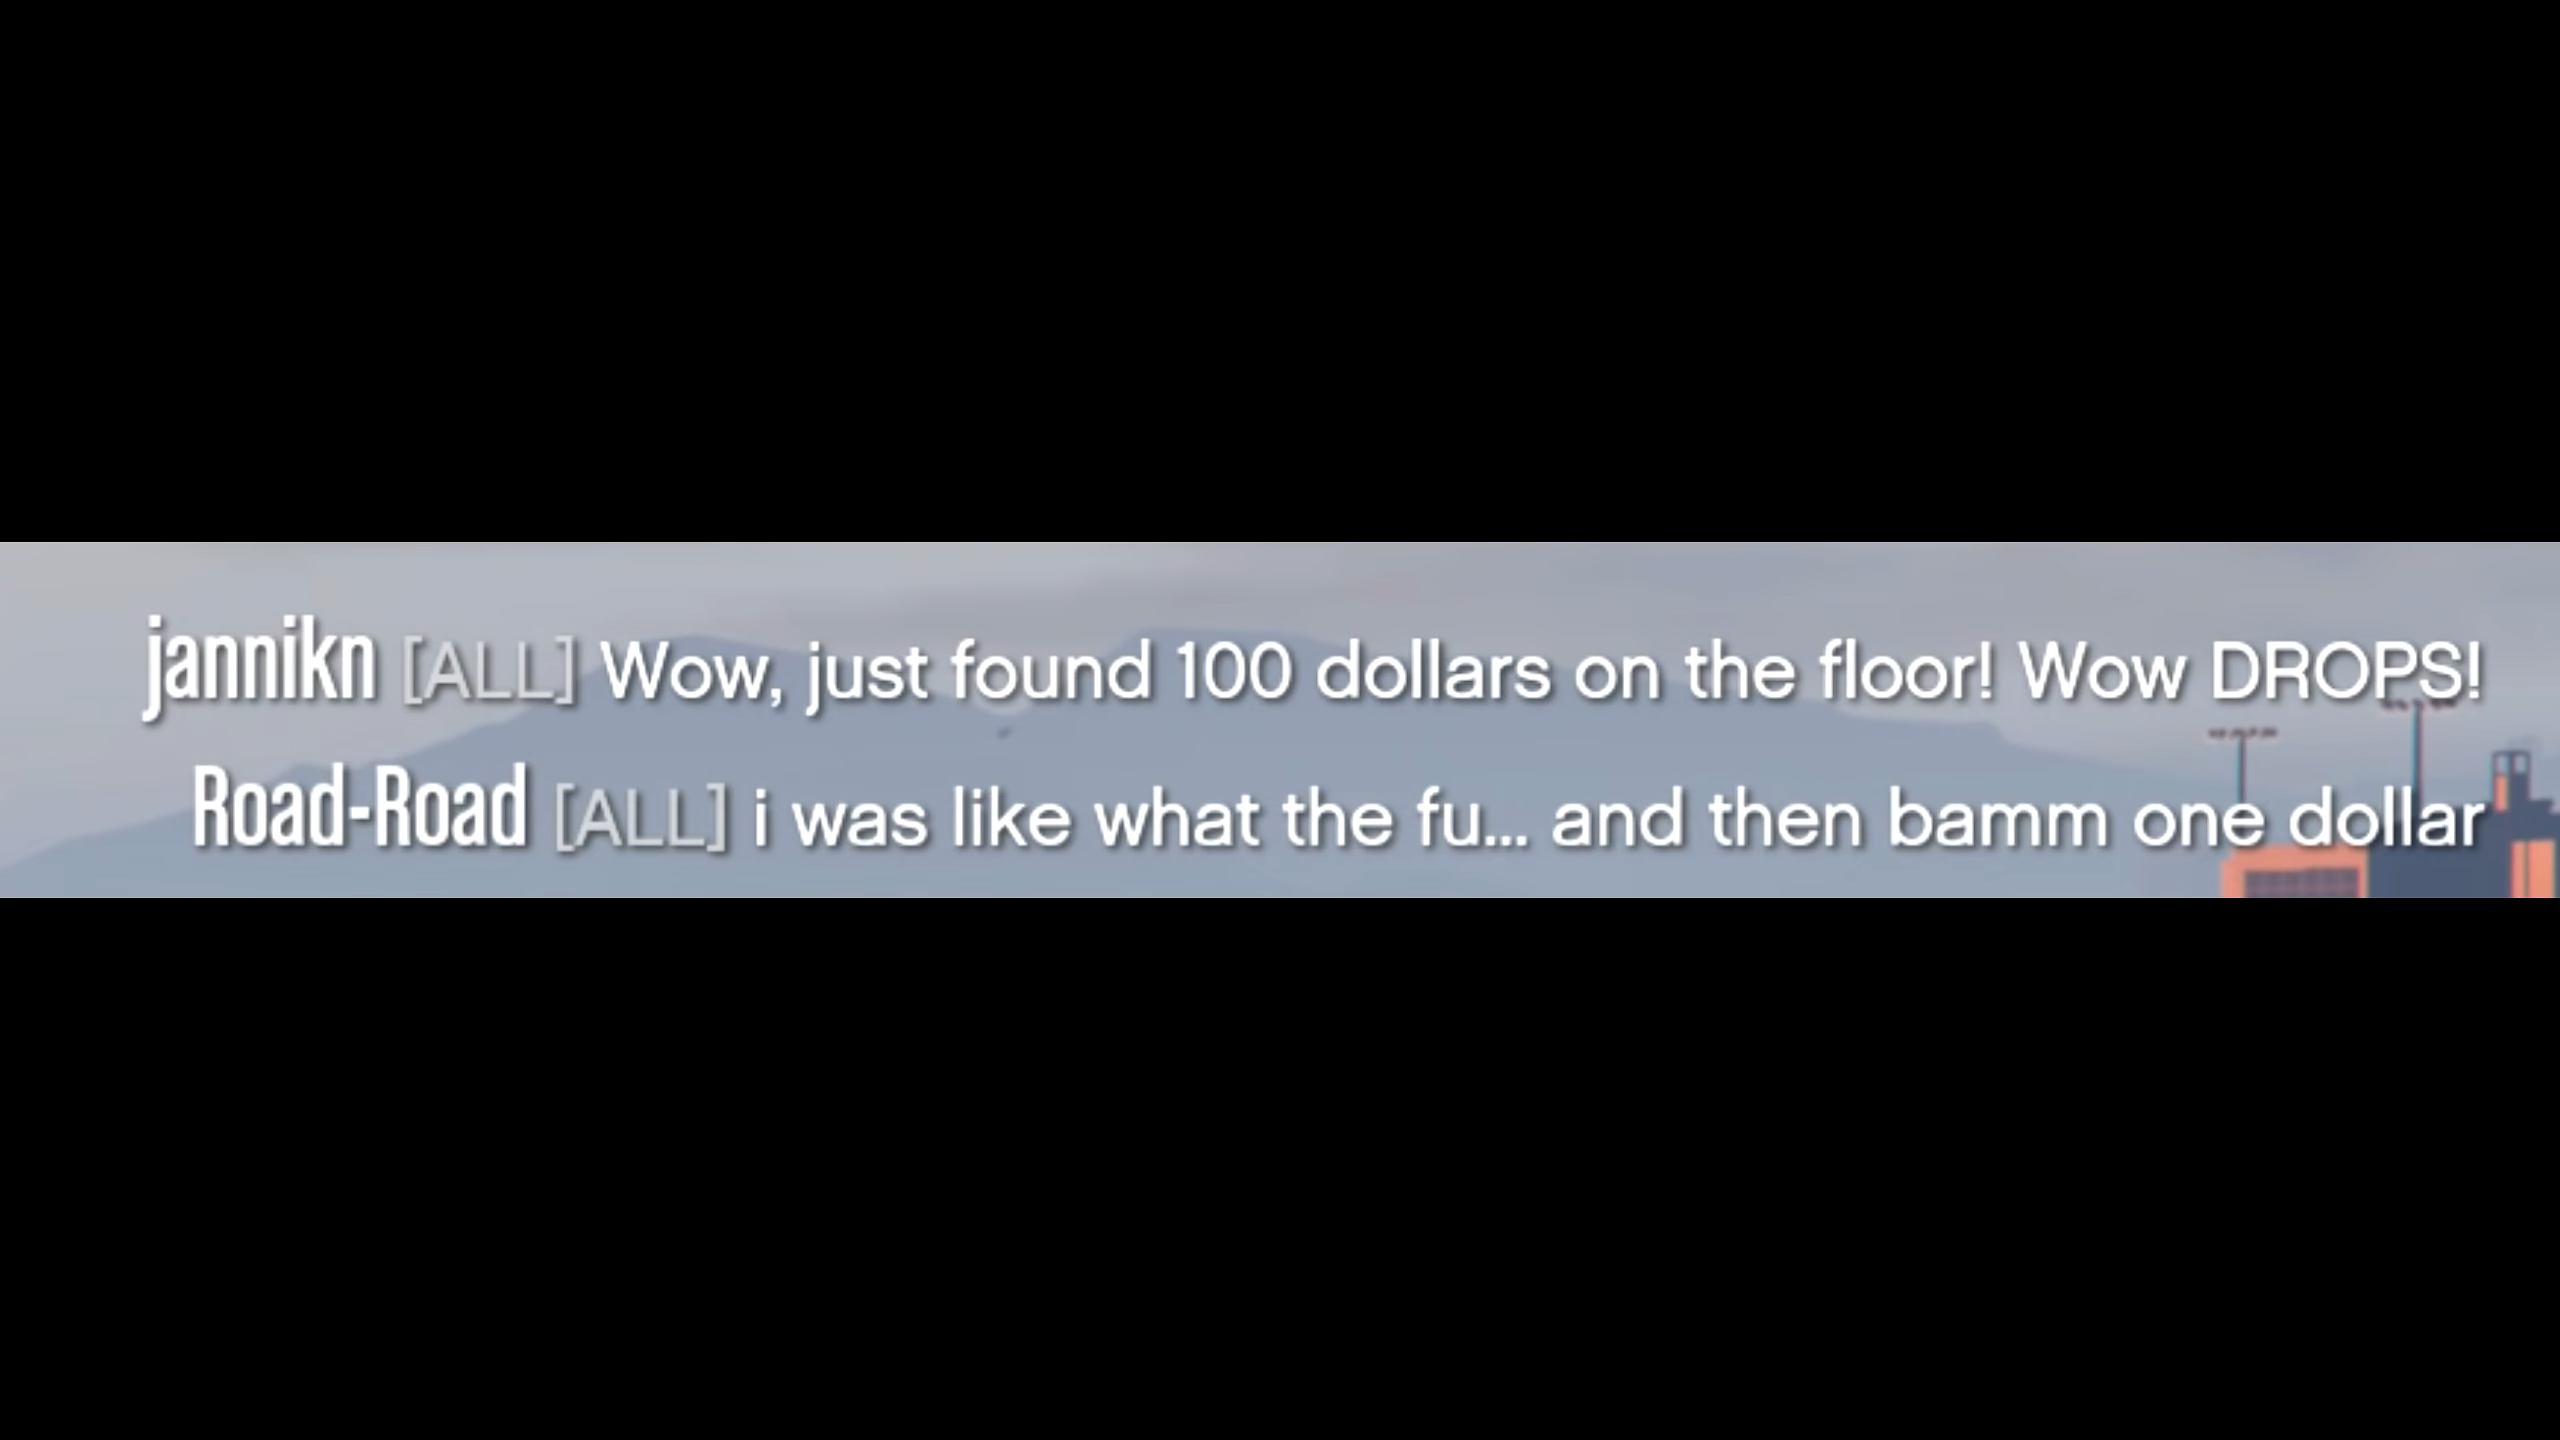 jannikn [ALL] Wow, just found 100 dollars on the floor! Wow DROPS!
Road-Road [ALL] i was like what the fu... and then bamm one dollar